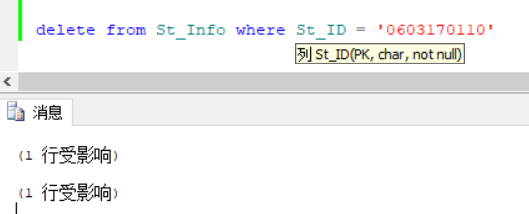 delete from St_Info where St_ID = '0603170110'
列 St_ID(PK, char, not null)
消息
(1 行受影响)
(1 行受影响)